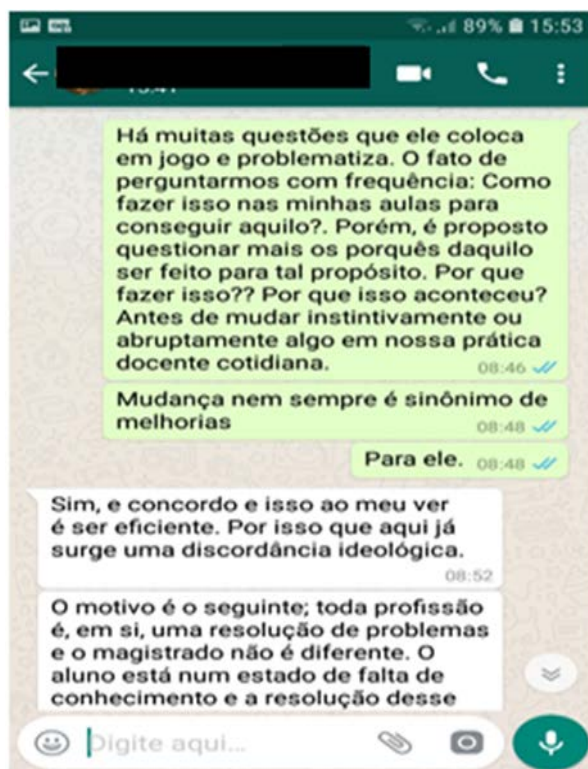 89% 15:53
Há muitas questões que ele coloca
em jogo e problematiza. O fato de
perguntarmos com frequência: Como
fazer isso nas minhas aulas para
conseguir aquilo?. Porém, é proposto
questionar mais os porquês daquilo
ser feito para tal propósito. Por que
fazer isso?? Por que isso aconteceu?
Antes de mudar instintivamente ou
abruptamente algo em nossa prática
docente cotidiana.
08:46
Mudança nem sempre é sinônimo de
melhorias
08:48
Para ele. 08:48
Sim, e concordo e isso ao meu ver
é ser eficiente. Por isso que aqui já
surge uma discordância ideológica.
08:52
O motivo é o seguinte; toda profissão
é, em si, uma resolução de problemas
e o magistrado não é diferente. O
aluno está num estado de falta de
conhecimento e a resolução desse
Digite aqui...